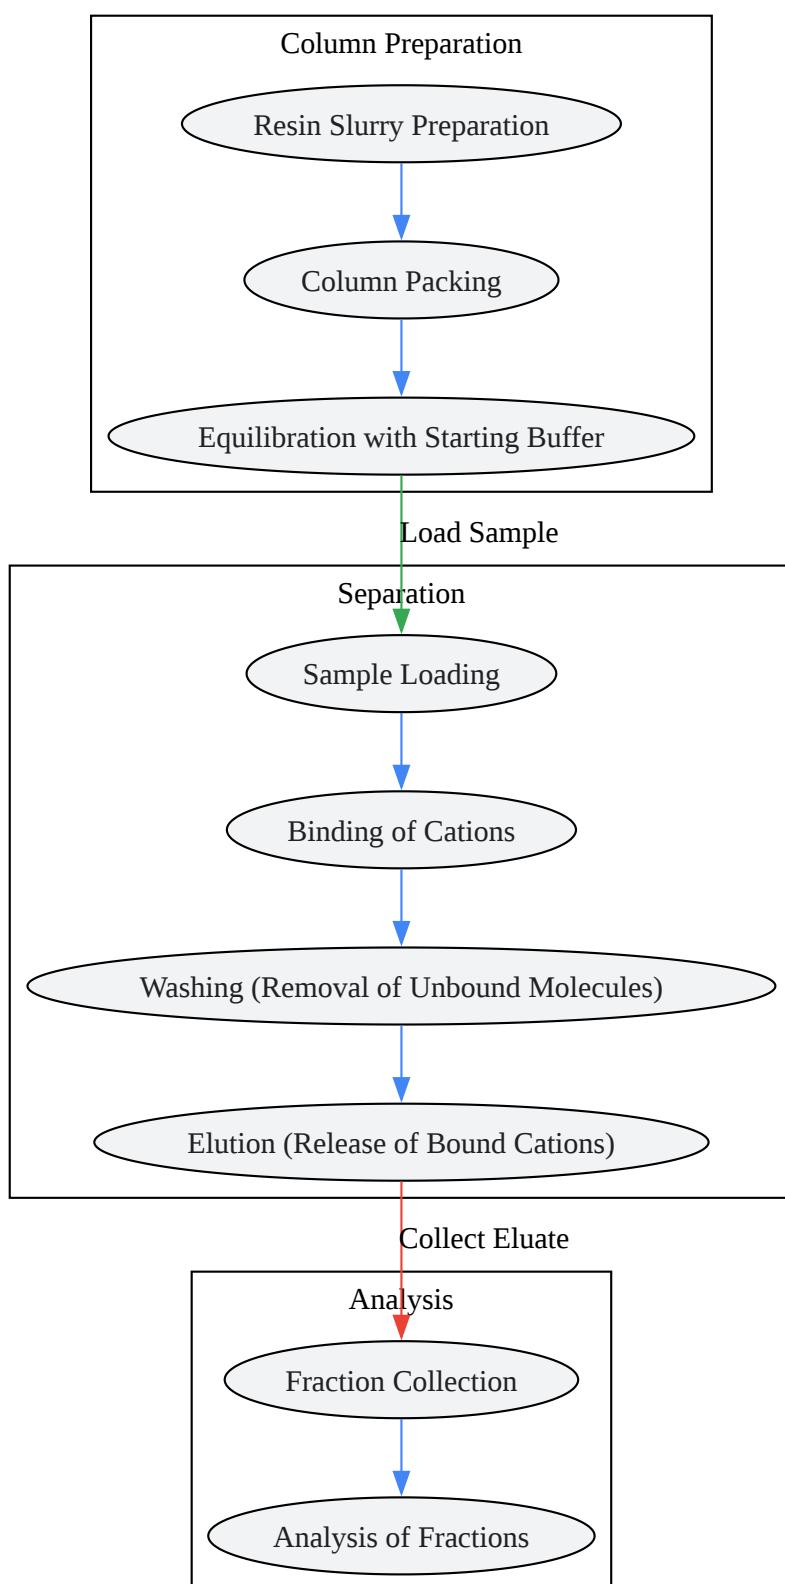 Column Preparation
Resin Slurry Preparation
Column Packing
Equilibration with Starting Buffer
Load Sample
Separation
Sample Loading
Binding of Cations
Washing (Removal of Unbound Molecules)
Elution (Release of Bound Cations)
Collect Eluate
Analysis
Fraction Collection
Analysis of Fractions